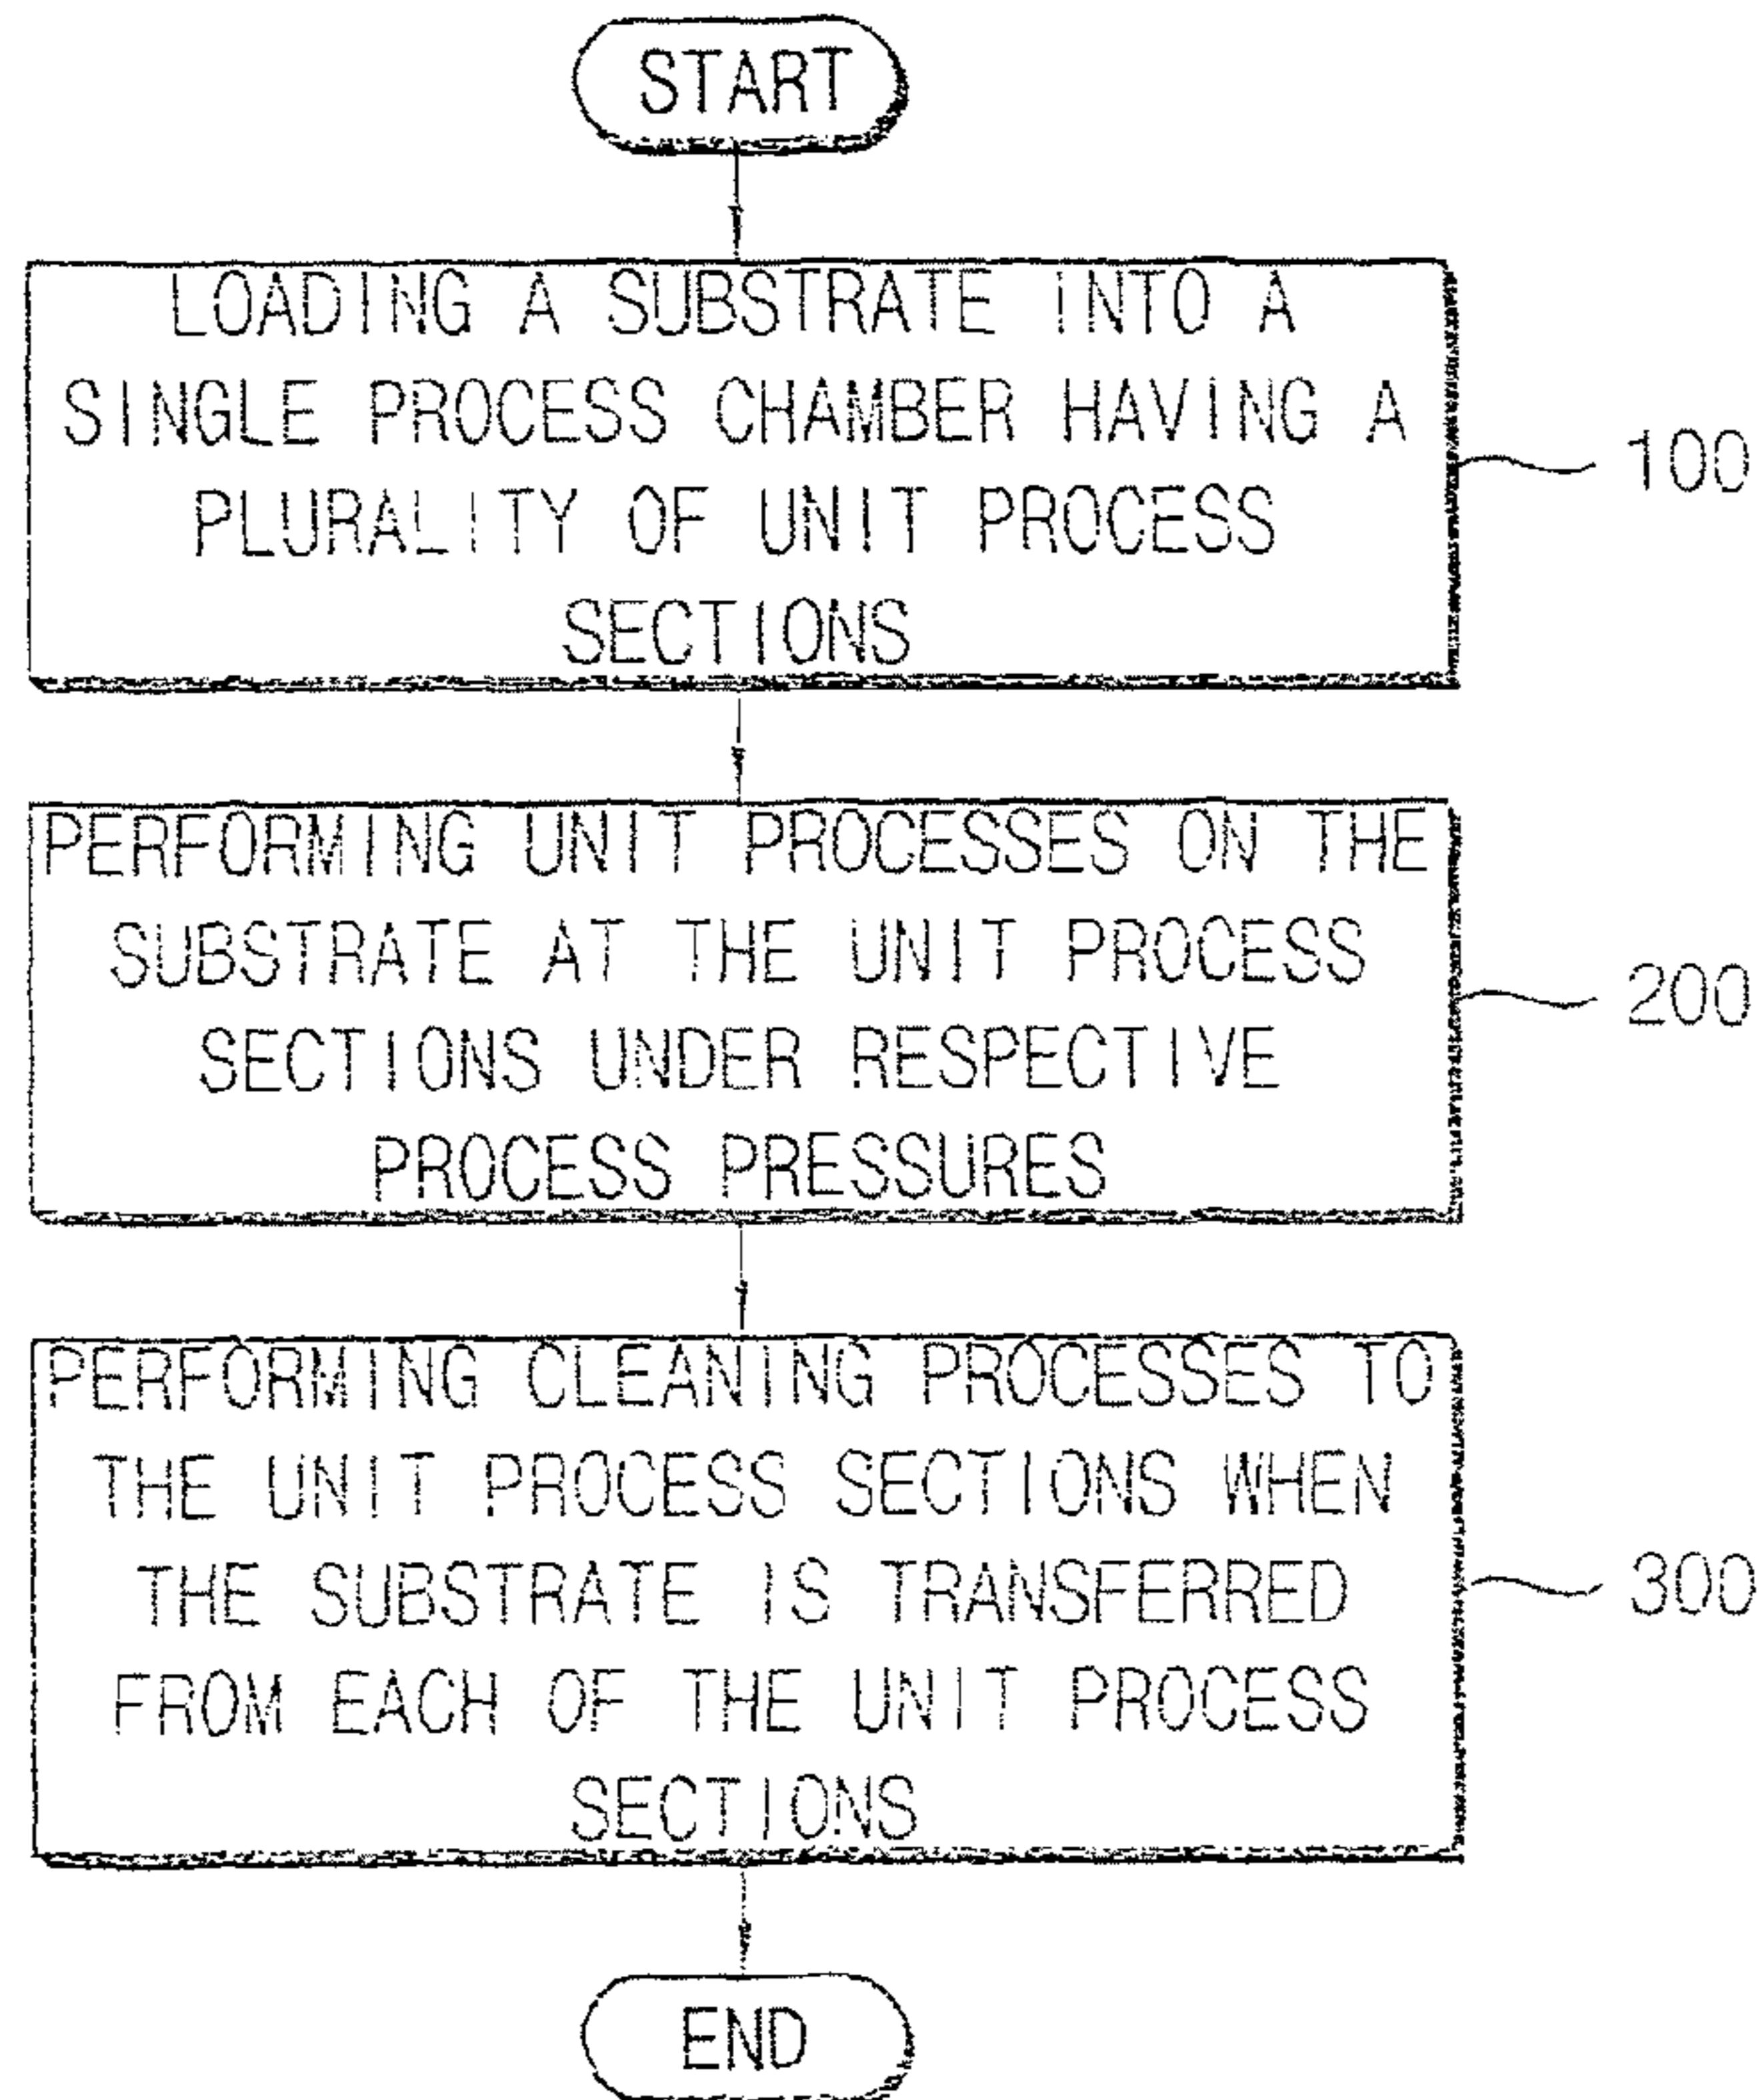 START
LOADING A SUBSTRATE INTO A
SINGLE PROCESS CHAMBER HAVING A
PLURALITY OF UNIT PROCESS
SECTIONS
100
PERFORMING UNIT PROCESSES ON THE
SUBSTRATE AT THE UNIT PROCESS
SECTIONS UNDER RESPECTIVE
PROCESS PRESSURES
200
PERFORMING CLEANING PROCESSES TO
THE UNIT PROCESS SECTIONS WHEN
THE SUBSTRATE IS TRANSFERRED
FROM EACH OF THE UNIT PROCESS
SECTIONS
300
END